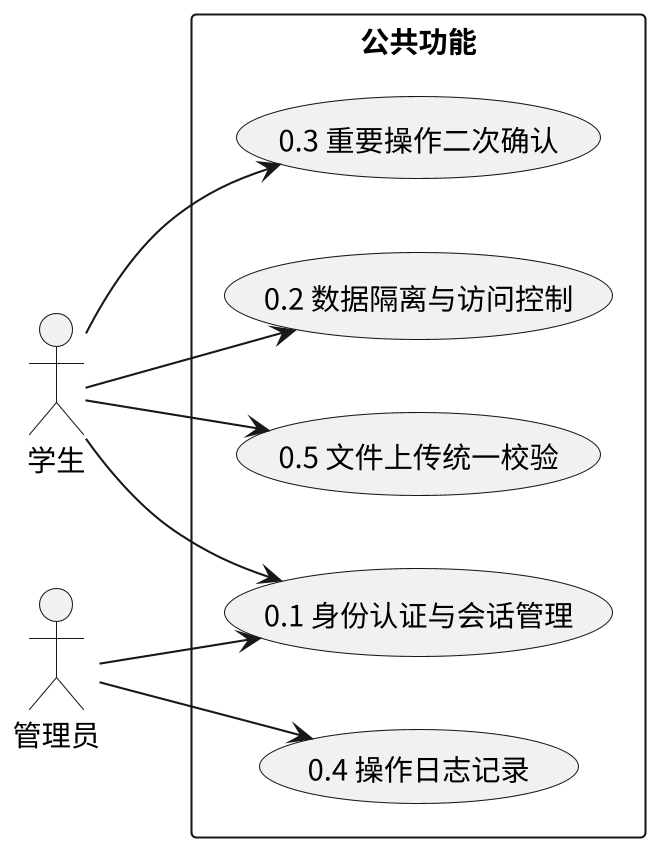 公共功能
0.3 重要操作二次确认
0.2 数据隔离与访问控制
学生
0.5 文件上传统一校验
0.1 身份认证与会话管理
管理员
0.4 操作日志记录